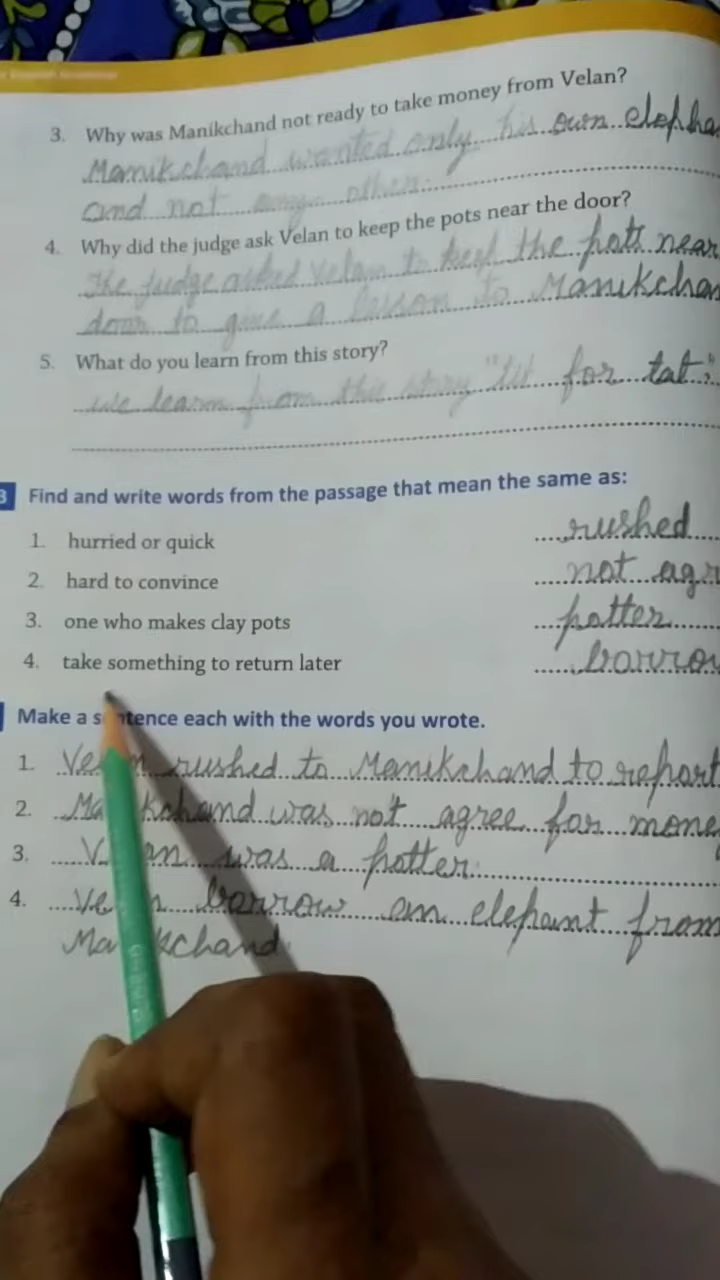 3. Why was Manikchand not ready to take money from Velan?
Manikchand wanted only his own elepha
and not any other.
4. Why did the judge ask Velan to keep the pots near the door?
The judge asked Velan to keep the pots near
door to give a lesson to Manikchan
5. What do you learn from this story?
We learn from this story "tit for tat."
B Find and write words from the passage that mean the same as:
1. hurried or quick rushed
2. hard to convince not agr
3. one who makes clay pots potter
4. take something to return later borrow
Make a sentence each with the words you wrote.
1. rushed to Manikchand to report
2. was not agree for mone
3. was a potter.
4. borrow an elepant from
Manikchand.